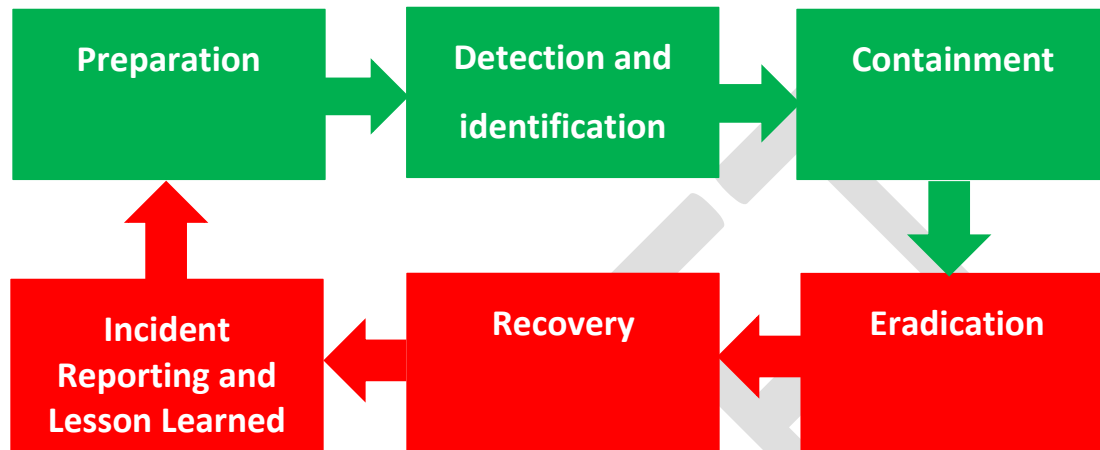 Preparation
Detection and
identification
Containment
Incident
Reporting and
Lesson Learned
Recovery
Eradication